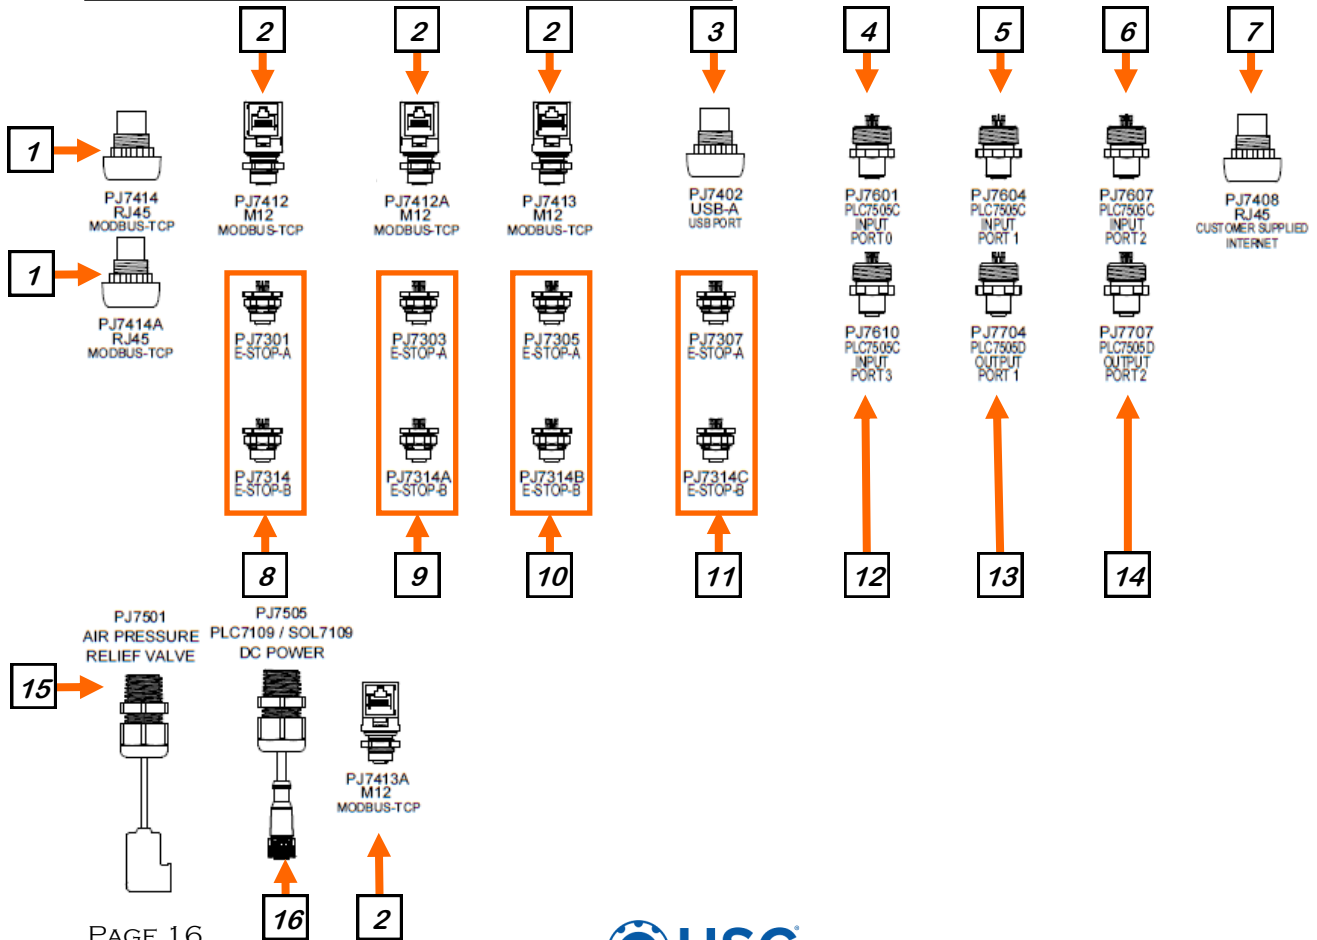 2 2 2 3 4 5 6 7
1
PJ7414
RJ45
MODBUS-TCP
PJ7412
M12
MODBUS-TCP
PJ7412A
M12
MODBUS-TCP
PJ7413
M12
MODBUS-TCP
PJ7402
USB-A
USB PORT
PJ7601
PLC7505C
INPUT
PORT 0
PJ7604
PLC7505C
INPUT
PORT 1
PJ7607
PLC7505C
INPUT
PORT 2
PJ7408
RJ45
CUSTOMER SUPPLIED
INTERNET
1
PJ7414A
RJ45
MODBUS-TCP
PJ7301
E-STOP-A
PJ7303
E-STOP-A
PJ7305
E-STOP-A
PJ7307
E-STOP-A
PJ7610
PLC7505C
INPUT
PORT 3
PJ7704
PLC7505D
OUTPUT
PORT 1
PJ7707
PLC7505D
OUTPUT
PORT 2
PJ7314
E-STOP-B
PJ7314A
E-STOP-B
PJ7314B
E-STOP-B
PJ7314C
E-STOP-B
8 9 10 11 12 13 14
PJ7501
AIR PRESSURE
RELIEF VALVE
PJ7505
PLC7109 / SOL7109
DC POWER
15
PJ7413A
M12
MODBUS-TCP
16 2
PAGE 16
USC